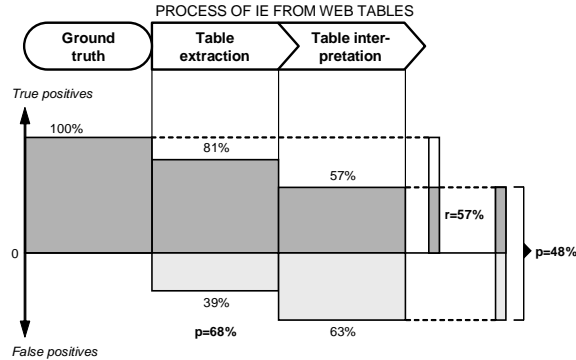 PROCESS OF IE FROM WEB TABLES
Ground
truth
Table
extraction
Table inter-
pretation
True positives
100%
81%
57%
r=57%
0
p=48%
39%
p=68%
63%
False positives